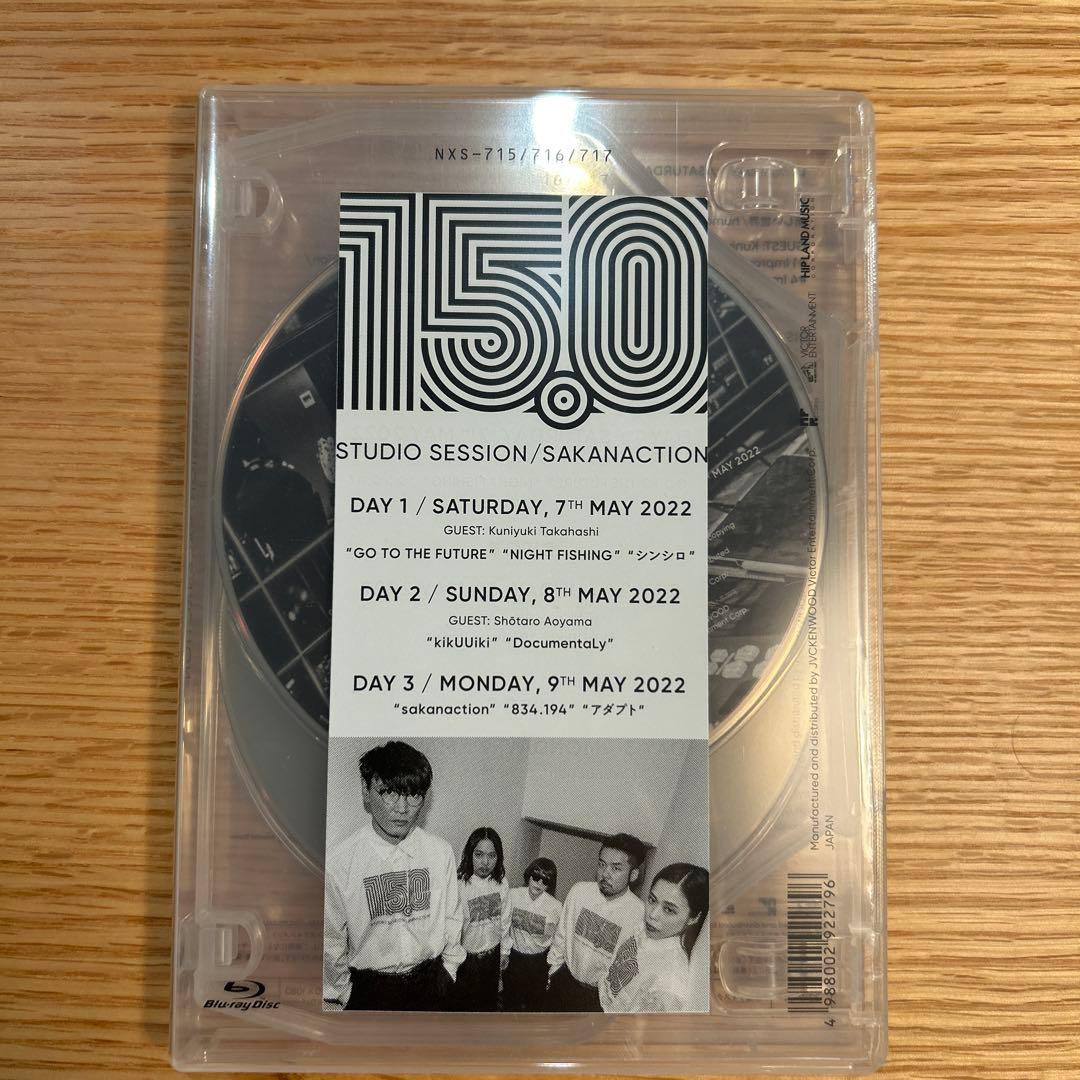 NXS-715/716/717
15.0
STUDIO SESSION/SAKANACTION
DAY 1 / SATURDAY, 7TH MAY 2022
GUEST: Kuniyuki Takahashi
“GO TO THE FUTURE” “NIGHT FISHING” “シンシロ”
DAY 2 / SUNDAY, 8TH MAY 2022
GUEST: Shōtaro Aoyama
“kikUUiki” “DocumentaLy”
DAY 3 / MONDAY, 9TH MAY 2022
“sakanaction” “834.194” “アダプト“
15.0
Blu-ray Disc
MAY 2022
HIP LAND MUSIC
CORPORATION
VICTOR
ENTERTAINMENT
Manufactured and distributed by JVCKENWOOD Victor Entertainment Corp.
JAPAN
4 988002 922796